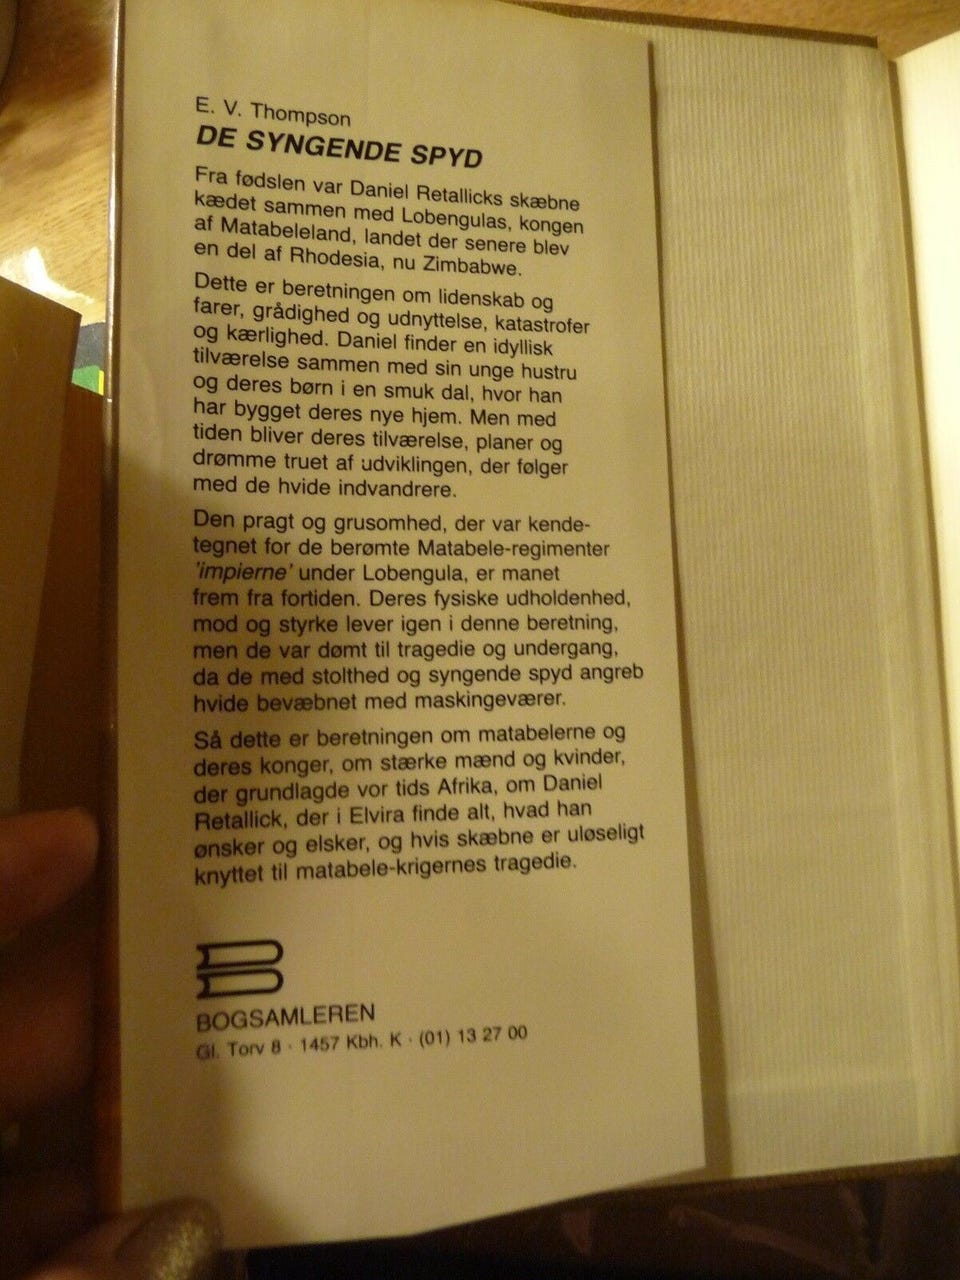 E. V. Thompson
DE SYNGENDE SPYD
Fra fødslen var Daniel Retallicks skæbne
kædet sammen med Lobengulas, kongen
af Matabeleland, landet der senere blev
en del af Rhodesia, nu Zimbabwe.
Dette er beretningen om lidenskab og
farer, grådighed og udnyttelse, katastrofer
og kærlighed. Daniel finder en idyllisk
tilværelse sammen med sin unge hustru
og deres børn i en smuk dal, hvor han
har bygget deres nye hjem. Men med
tiden bliver deres tilværelse, planer og
drømme truet af udviklingen, der følger
med de hvide indvandrere.
Den pragt og grusomhed, der var kende-
tegnet for de berømte Matabele-regimenter
'impierne' under Lobengula, er manet
frem fra fortiden. Deres fysiske udholdenhed,
mod og styrke lever igen i denne beretning,
men de var dømt til tragedie og undergang,
da de med stolthed og syngende spyd angreb
hvide bevæbnet med maskingeværer.
Så dette er beretningen om matabelerne og
deres konger, om stærke mænd og kvinder,
der grundlagde vor tids Afrika, om Daniel
Retallick, der i Elvira finde alt, hvad han
ønsker og elsker, og hvis skæbne er uløseligt
knyttet til matabele-krigernes tragedie.
BOGSAMLEREN
Gl. Torv 8 · 1457 Kbh. K · (01) 13 27 00